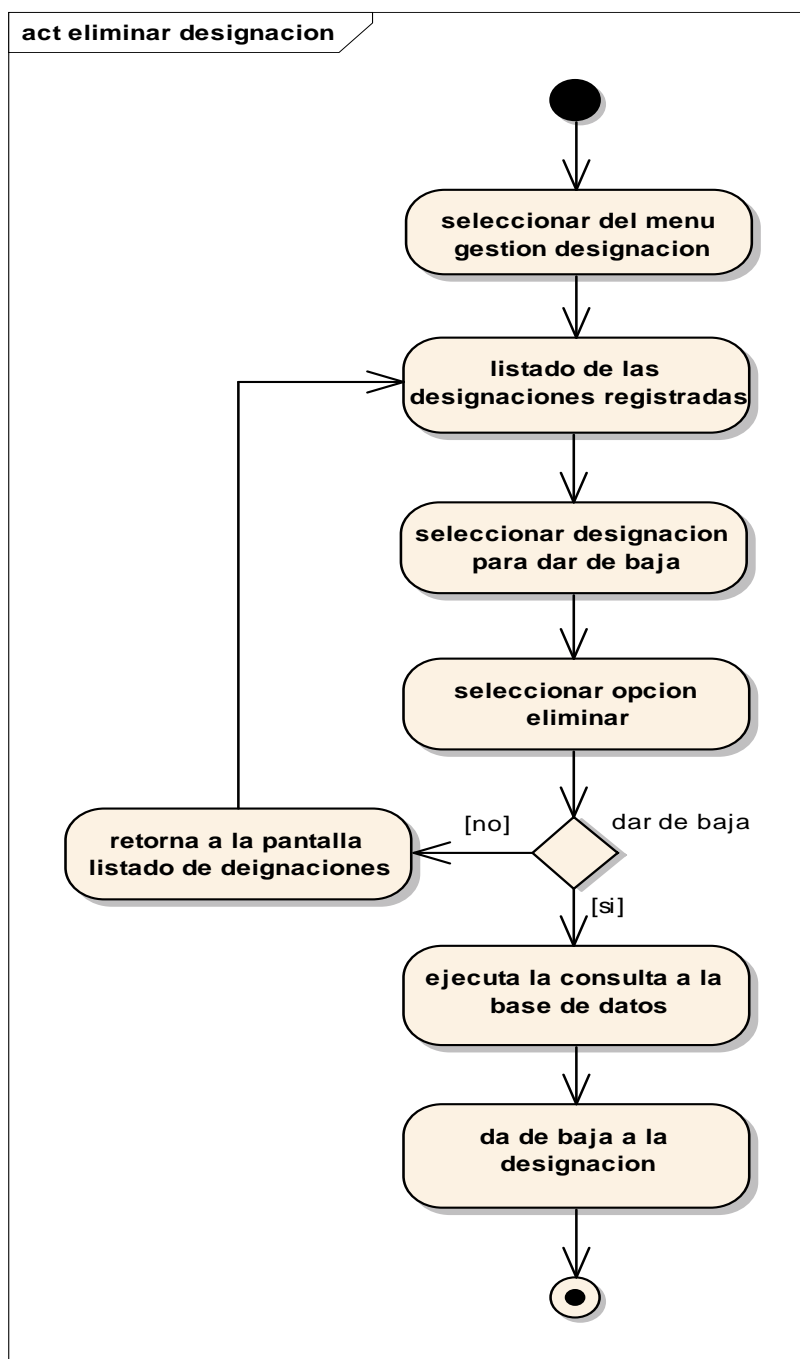 act eliminar designacion
seleccionar del menu
gestion designacion
listado de las
designaciones registradas
seleccionar designacion
para dar de baja
seleccionar opcion
eliminar
dar de baja
[no]
retorna a la pantalla
listado de deignaciones
[si]
ejecuta la consulta a la
base de datos
da de baja a la
designacion